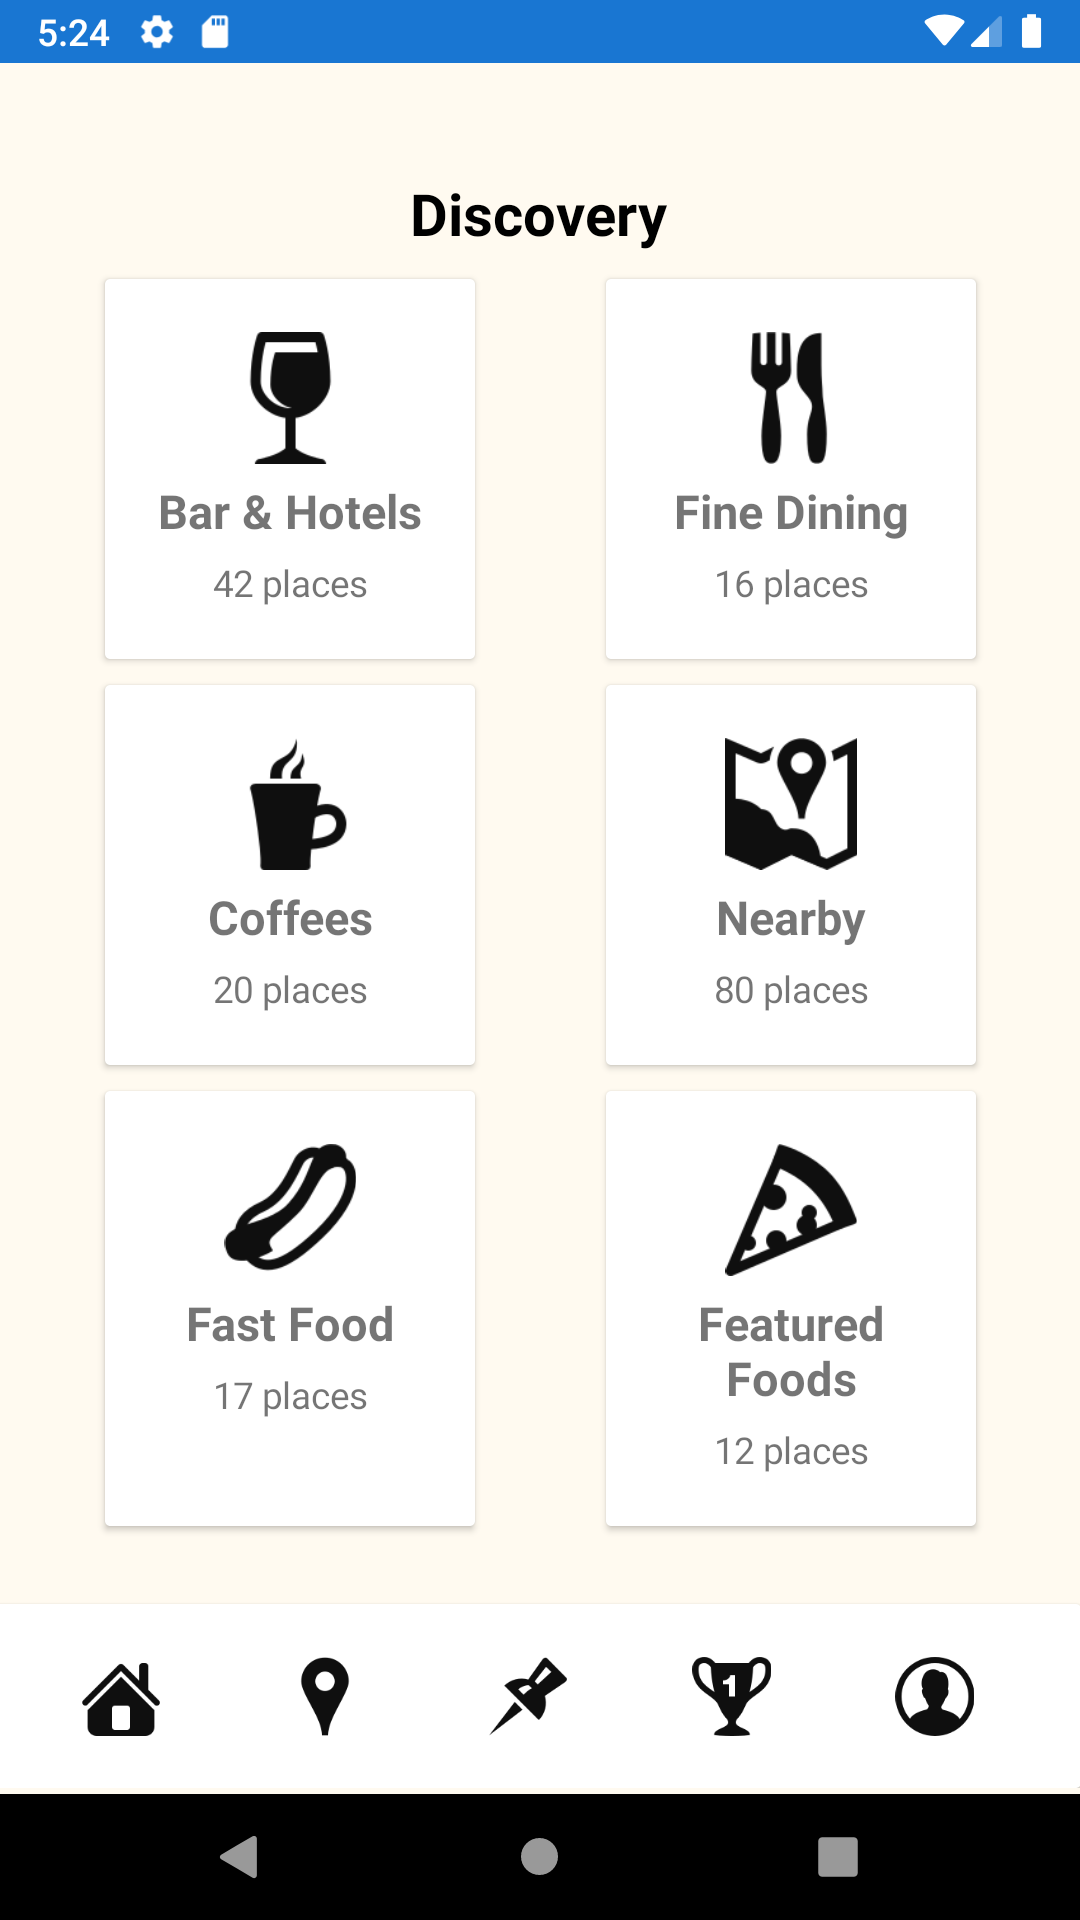 5:24
Discovery
Bar & Hotels
42 places
Fine Dining
16 places
Coffees
20 places
Nearby
80 places
Fast Food
17 places
Featured
Foods
12 places
1